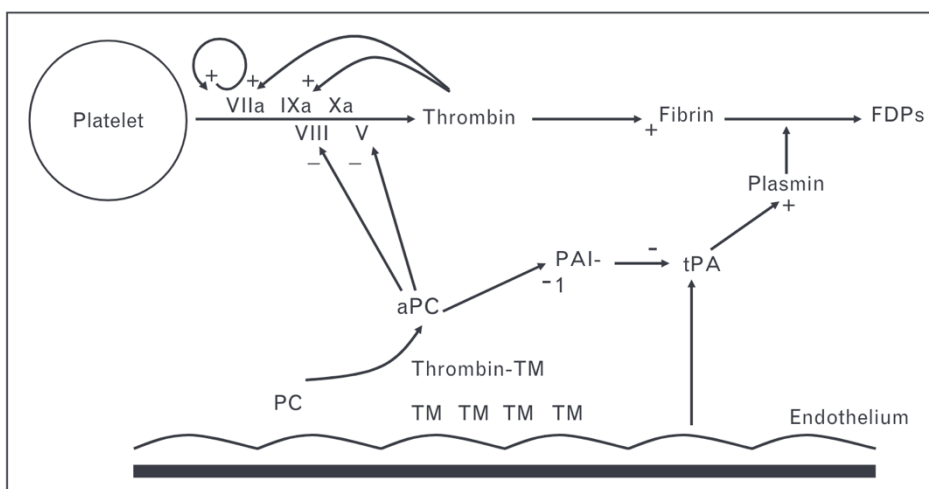 + + +
VIIa IXa Xa
Platelet Thrombin + Fibrin FDPs
VIII V
– –
Plasmin
+
PAI-
- 1
-
tPA
aPC
Thrombin-TM
PC
TM TM TM TM
Endothelium